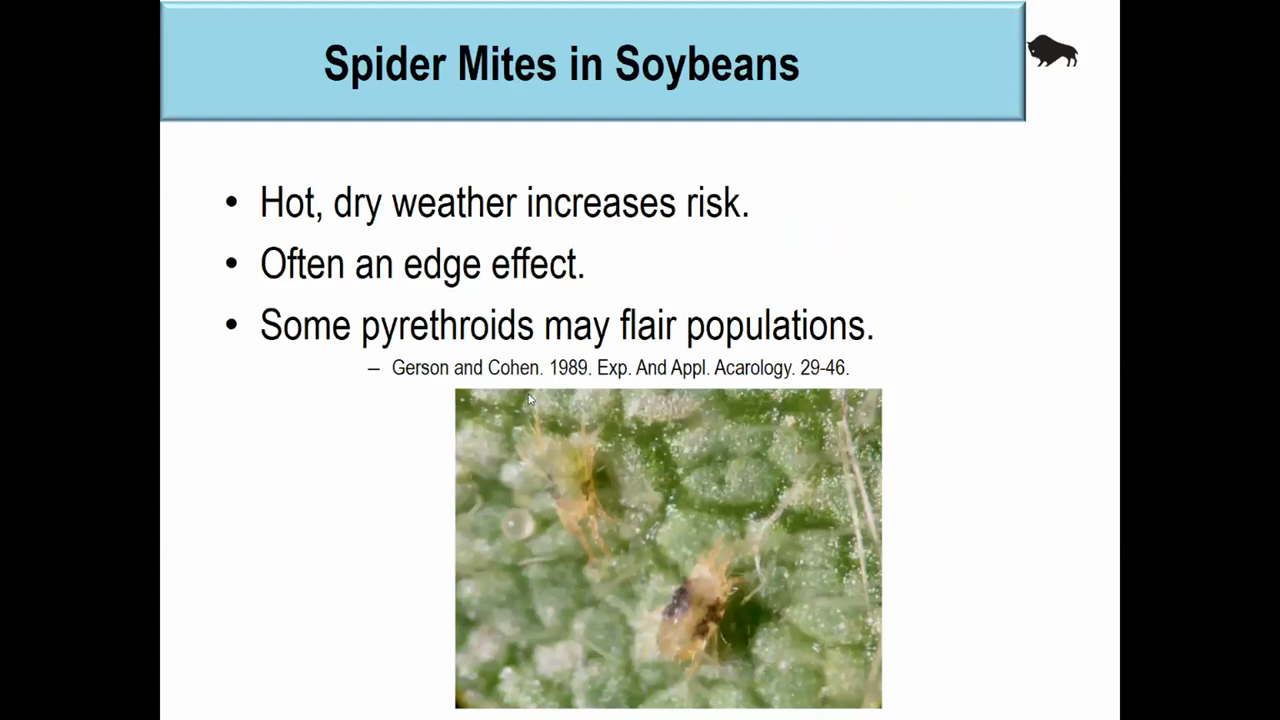 Spider Mites in Soybeans
• Hot, dry weather increases risk.
• Often an edge effect.
• Some pyrethroids may flair populations.
– Gerson and Cohen. 1989. Exp. And Appl. Acarology. 29-46.